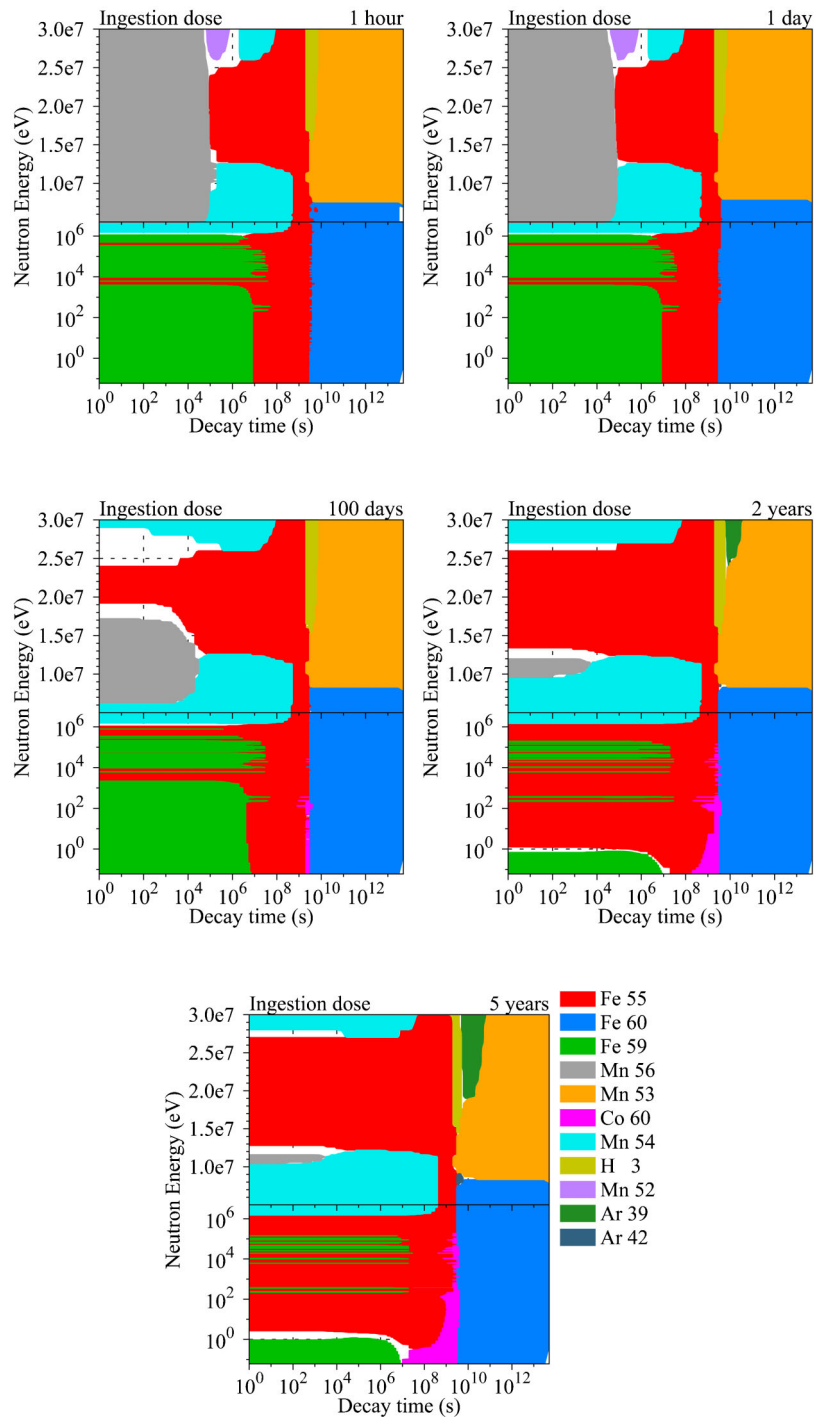 Ingestion dose 1 hour
3.0e7
2.5e7
2.0e7
1.5e7
1.0e7
10^6
10^4
10^2
10^0
Neutron Energy (eV)
10^0 10^2 10^4 10^6 10^8 10^10 10^12
Decay time (s)
Ingestion dose 1 day
3.0e7
2.5e7
2.0e7
1.5e7
1.0e7
10^6
10^4
10^2
10^0
Neutron Energy (eV)
10^0 10^2 10^4 10^6 10^8 10^10 10^12
Decay time (s)
Ingestion dose 100 days
3.0e7
2.5e7
2.0e7
1.5e7
1.0e7
10^6
10^4
10^2
10^0
Neutron Energy (eV)
10^0 10^2 10^4 10^6 10^8 10^10 10^12
Decay time (s)
Ingestion dose 2 years
3.0e7
2.5e7
2.0e7
1.5e7
1.0e7
10^6
10^4
10^2
10^0
Neutron Energy (eV)
10^0 10^2 10^4 10^6 10^8 10^10 10^12
Decay time (s)
Ingestion dose 5 years
3.0e7
2.5e7
2.0e7
1.5e7
1.0e7
10^6
10^4
10^2
10^0
Neutron Energy (eV)
10^0 10^2 10^4 10^6 10^8 10^10 10^12
Decay time (s)
Fe 55
Fe 60
Fe 59
Mn 56
Mn 53
Co 60
Mn 54
H 3
Mn 52
Ar 39
Ar 42